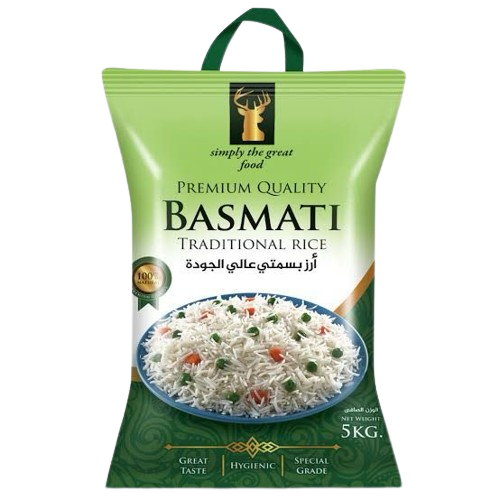 simply the great
food
PREMIUM QUALITY
BASMATI
TRADITIONAL RICE
أرز بسمتي عالي الجودة
100%
NATURAL
الوزن الصافي
NET WEIGHT
5KG.
GREAT
TASTE
HYGIENIC
SPECIAL
GRADE